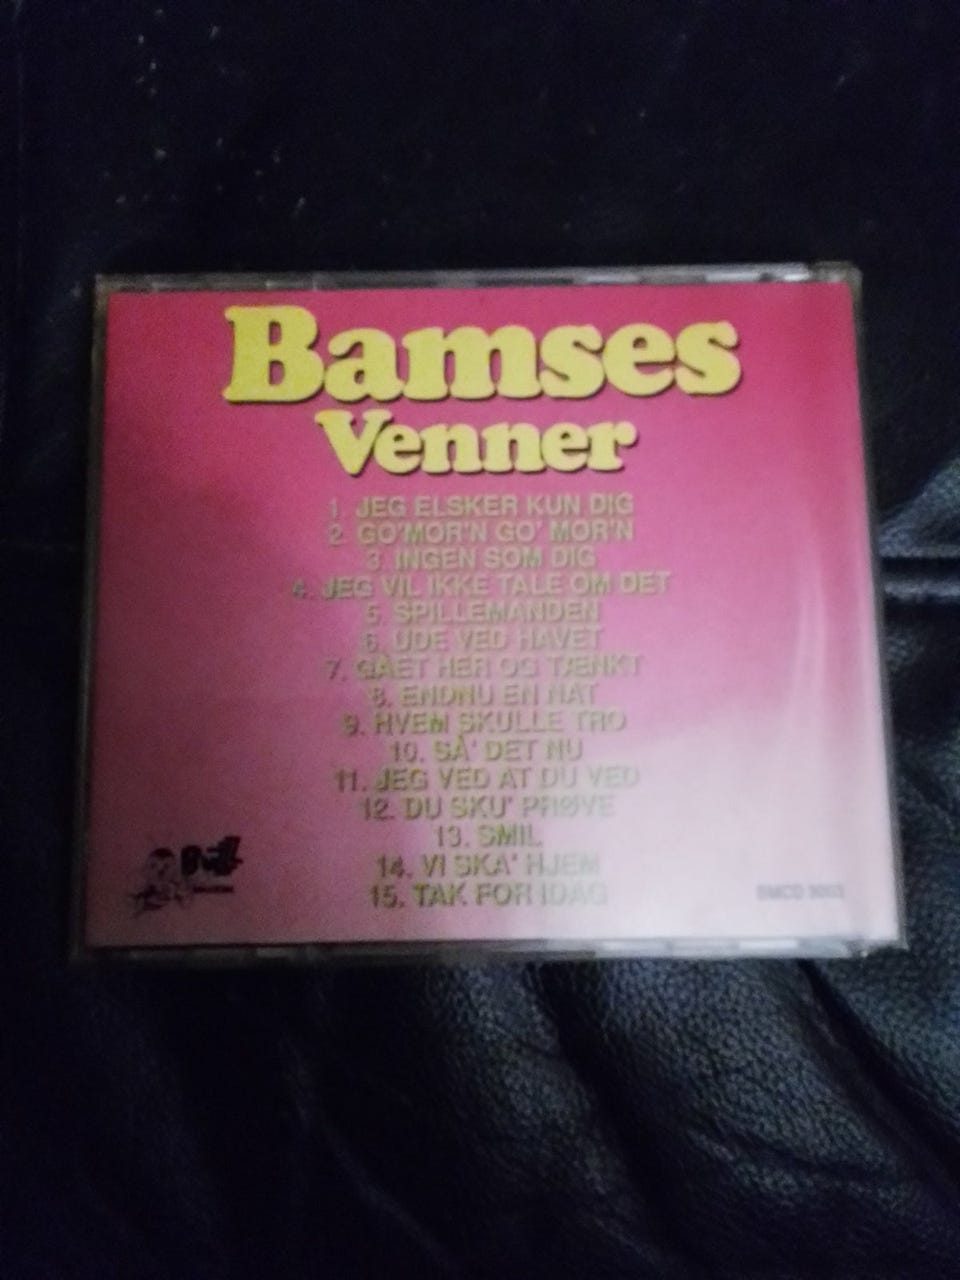 Bamses
Venner
1. JEG ELSKER KUN DIG
2. GO'MOR'N GO' MOR'N
3. INGEN SOM DIG
4. JEG VIL IKKE TALE OM DET
5. SPILLEMANDEN
6. UDE VED HAVET
7. GÅET HER OG TÆNKT
8. ENDNU EN NAT
9. HVEM SKULLE TRO
10. SÅ' DET NU
11. JEG VED AT DU VED
12. DU SKU' PRØVE
13. SMIL
14. VI SKA' HJEM
15. TAK FOR IDAG